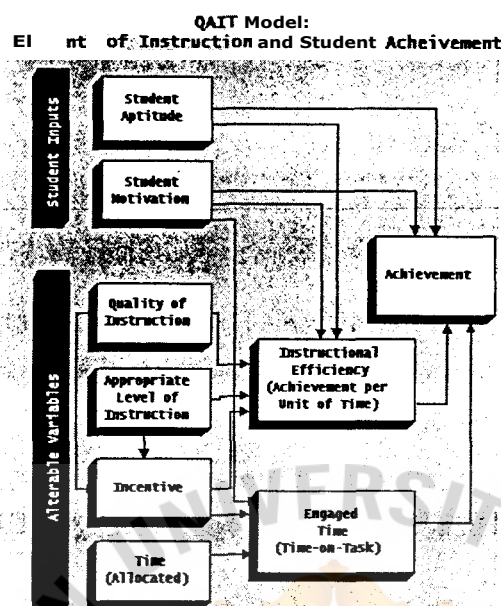 QAIT Model:
El nt of Instruction and Student Acheivement
Student Inputs
Student
Aptitude
Student
Motivation
Achievement
Alterable Variables
Quality of
Instruction
Instructional
Efficiency
(Achievement per
Unit of Time)
Appropriate
Level of
Instruction
Incentive
Engaged
Time
(Time-on-Task)
Time
(Allocated)
UNIVERSIT